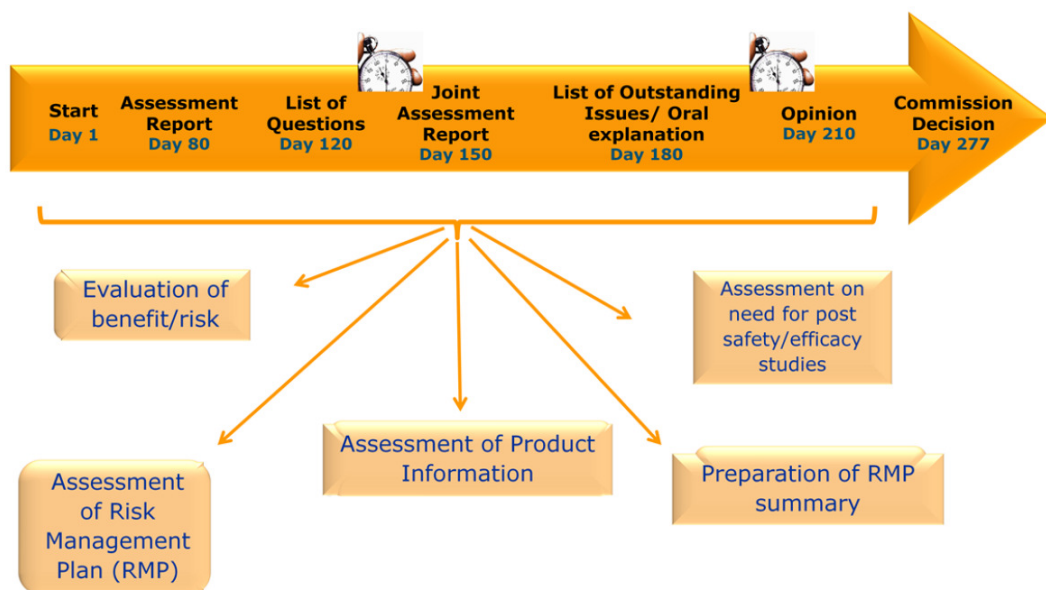 Start
Day 1
Assessment
Report
Day 80
List of
Questions
Day 120
Joint
Assessment
Report
Day 150
List of Outstanding
Issues/ Oral
explanation
Day 180
Opinion
Day 210
Commission
Decision
Day 277
Evaluation of
benefit/risk
Assessment on
need for post
safety/efficacy
studies
Assessment of Product
Information
Assessment
of Risk
Management
Plan (RMP)
Preparation of RMP
summary